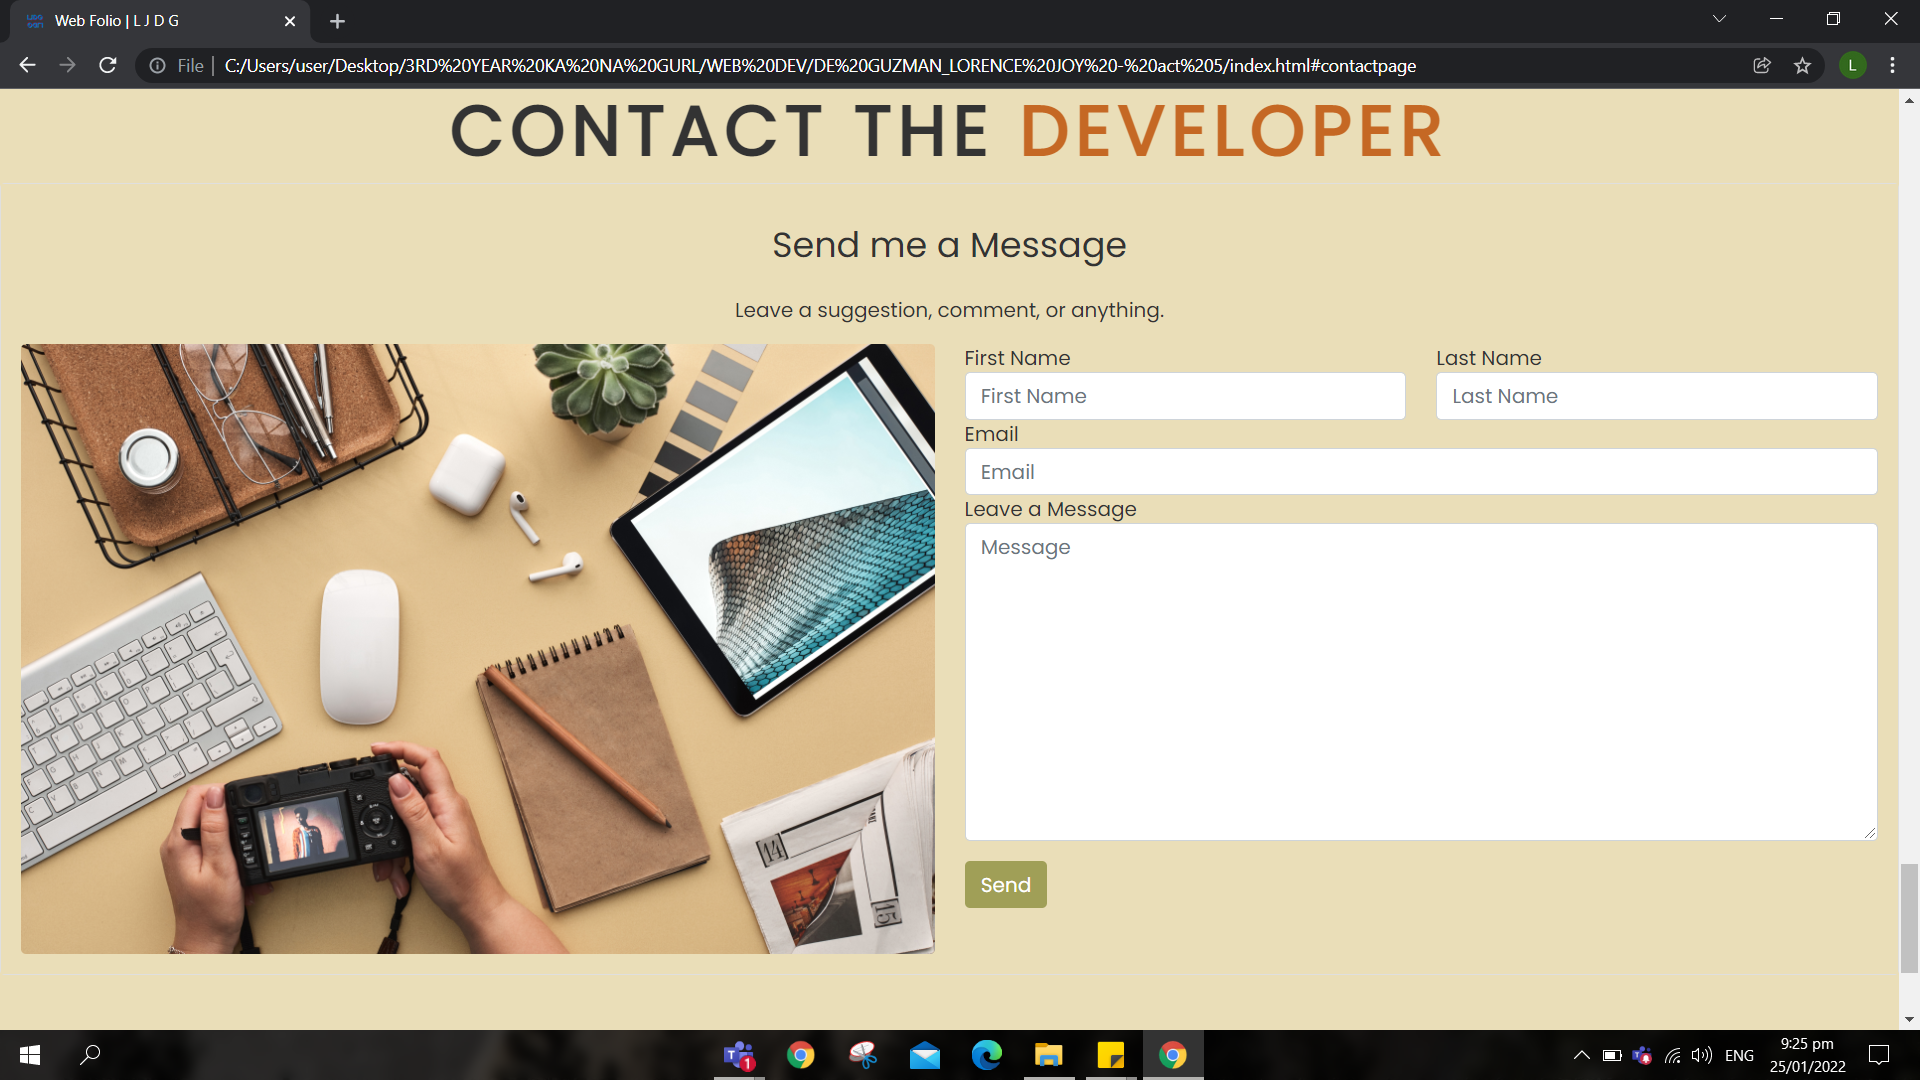 Web Folio | L J D G
File
C:/Users/user/Desktop/3RD%20YEAR%20KA%20NA%20GURL/WEB%20DEV/DE%20GUZMAN_LORENCE%20JOY%20-%20act%205/index.html#contactpage
L
CONTACT THE DEVELOPER
Send me a Message
Leave a suggestion, comment, or anything.
First Name
Last Name
First Name
Last Name
Email
Email
Leave a Message
Message
14
15
Send
1
ENG
9:25 pm
25/01/2022